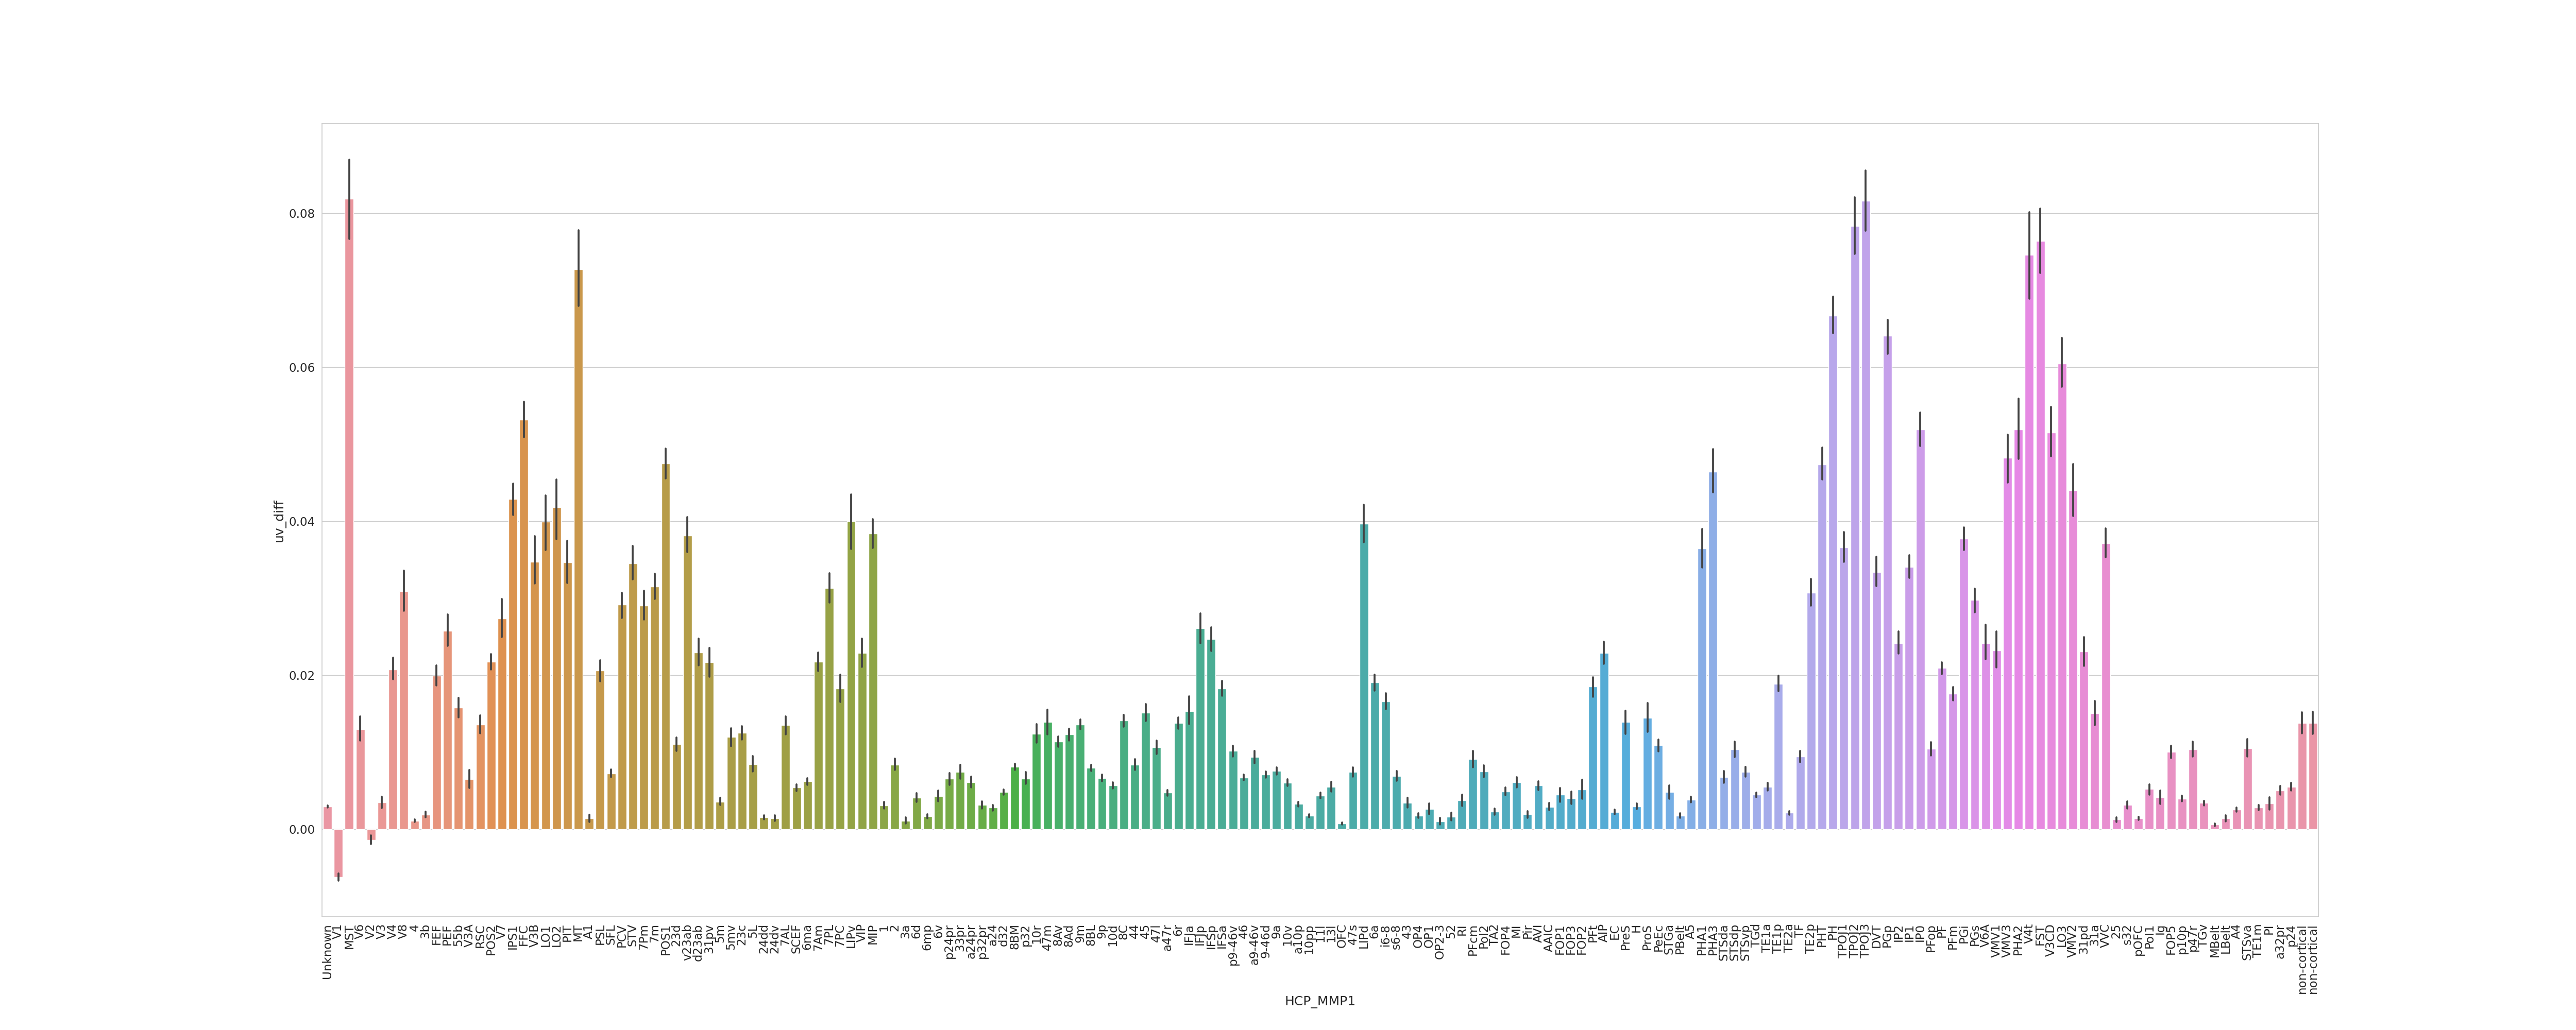 0.08
0.06
0.04
0.02
0.00
uv_diff
Unknown
V1
MST
V6
V2
V3
V4
V8
4
3b
FEF
PEF
55b
V3A
RSC
POS2
V7
IPS1
FFC
V3B
LO1
LO2
PIT
MT
A1
PSL
SFL
PCV
STV
7Pm
7m
POS1
23d
v23ab
d23ab
31pv
5m
5mv
23c
5L
24dd
24dv
7AL
SCEF
6ma
7Am
7PL
7PC
LIPv
VIP
MIP
1
2
3a
6d
6mp
6v
p24pr
33pr
a24pr
p32pr
a24
d32
8BM
p32
10r
47m
8Av
8Ad
9m
8BL
9p
10d
8C
44
45
47l
a47r
6r
IFJa
IFJp
IFSp
IFSa
p9-46v
46
a9-46v
9-46d
9a
10v
a10p
10pp
11l
13l
OFC
47s
LIPd
6a
i6-8
s6-8
43
OP4
OP1
OP2-3
52
RI
PFcm
PoI2
TA2
FOP4
MI
Pir
AVI
AAIC
FOP1
FOP3
FOP2
PFt
AIP
EC
PreS
H
ProS
PeEc
STGa
PBelt
A5
PHA1
PHA3
STSda
STSdp
STSvp
TGd
TE1a
TE1p
TE2a
TF
TE2p
PHT
PH
TPOJ1
TPOJ2
TPOJ3
DVT
PGp
IP2
IP1
IP0
PFop
PF
PFm
PGi
PGs
V6A
VMV1
VMV3
PHA2
V4t
FST
V3CD
LO3
VMV2
31pd
31a
VVC
25
s32
pOFC
PoI1
Ig
FOP5
p10p
p47r
TGv
MBelt
LBelt
A4
STSva
TE1m
PI
a32pr
p24
non-cortical
non-cortical
HCP_MMP1